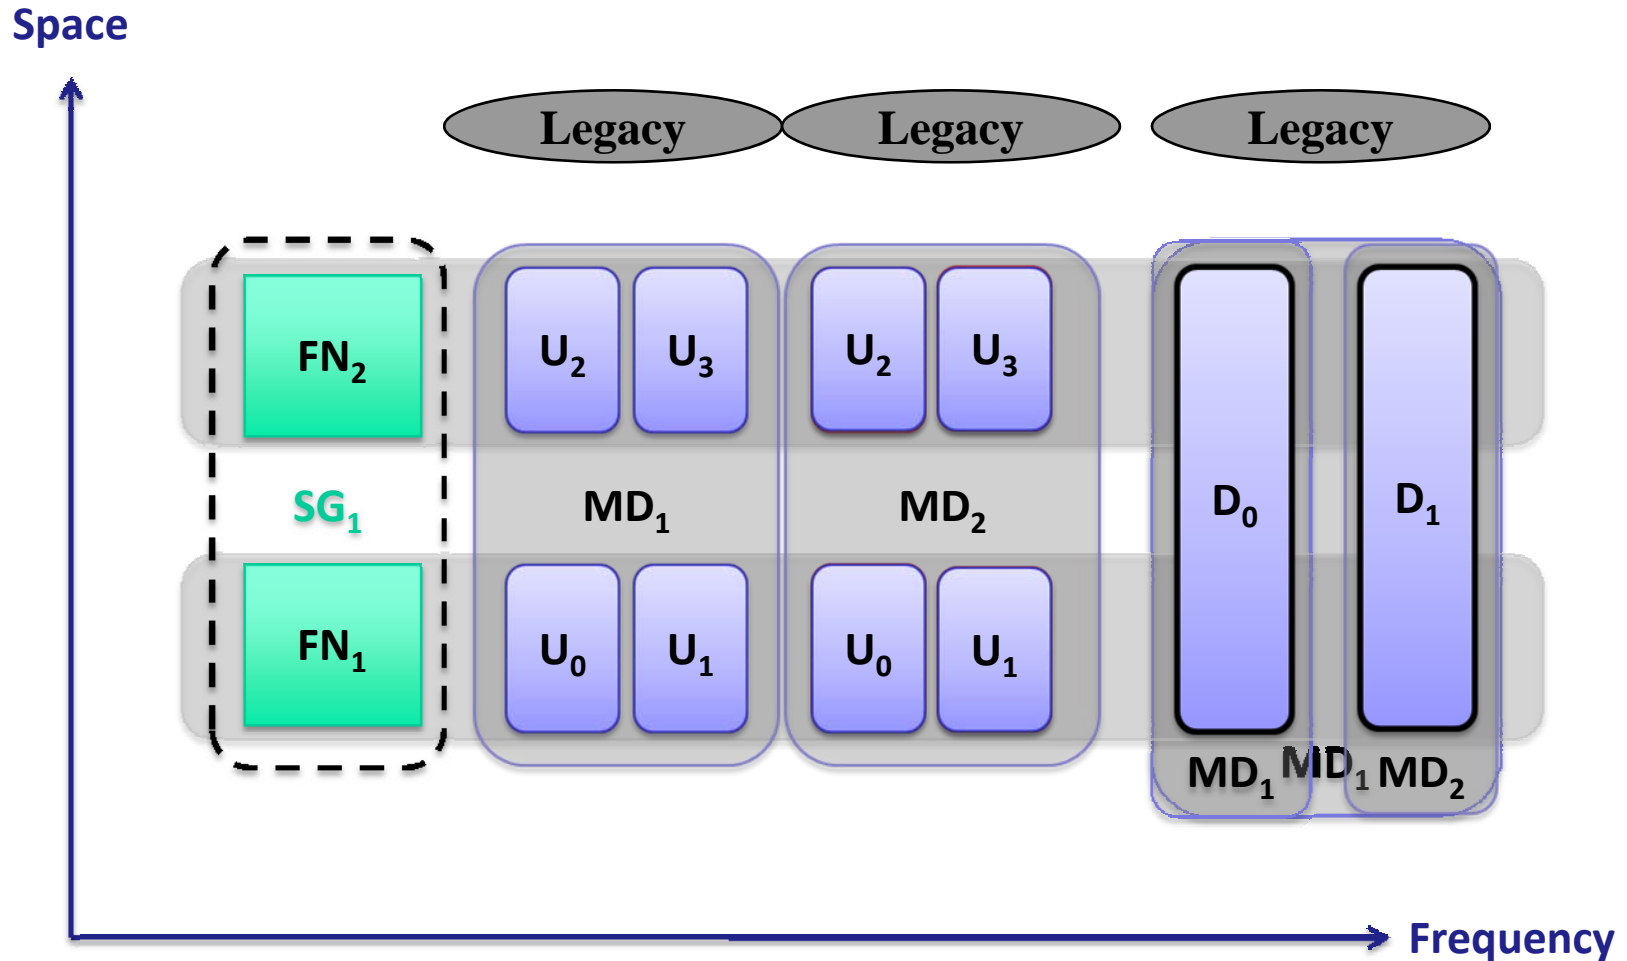 Space
Legacy Legacy Legacy
FN2 U2 U3 U2 U3
SG1 MD1 MD2 D0 D1
FN1 U0 U1 U0 U1
MD1 MD1 MD2
Frequency